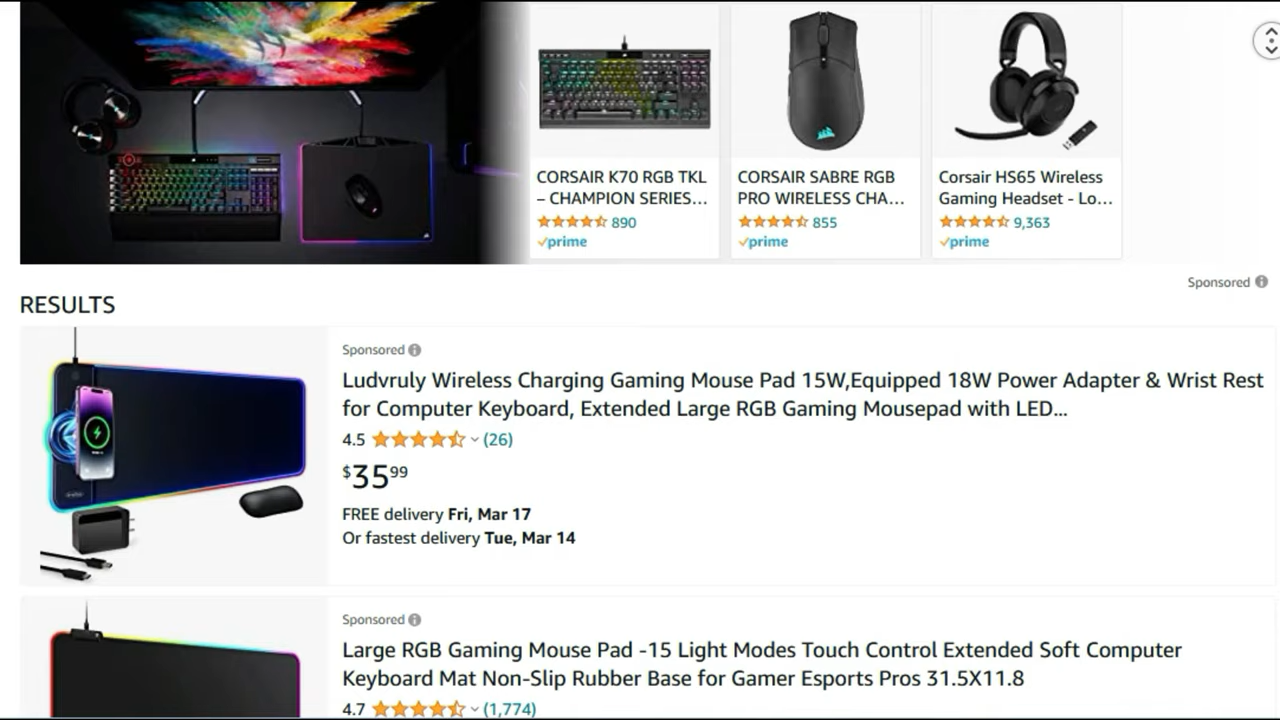 CORSAIR K70 RGB TKL
– CHAMPION SERIES...
890
prime
CORSAIR SABRE RGB
PRO WIRELESS CHA...
855
prime
Corsair HS65 Wireless
Gaming Headset - Lo...
9,363
prime
Sponsored
RESULTS
Sponsored
Ludvruly Wireless Charging Gaming Mouse Pad 15W,Equipped 18W Power Adapter & Wrist Rest
for Computer Keyboard, Extended Large RGB Gaming Mousepad with LED...
4.5 (26)
$35 99
FREE delivery Fri, Mar 17
Or fastest delivery Tue, Mar 14
Sponsored
Large RGB Gaming Mouse Pad -15 Light Modes Touch Control Extended Soft Computer
Keyboard Mat Non-Slip Rubber Base for Gamer Esports Pros 31.5X11.8
4.7 (1,774)